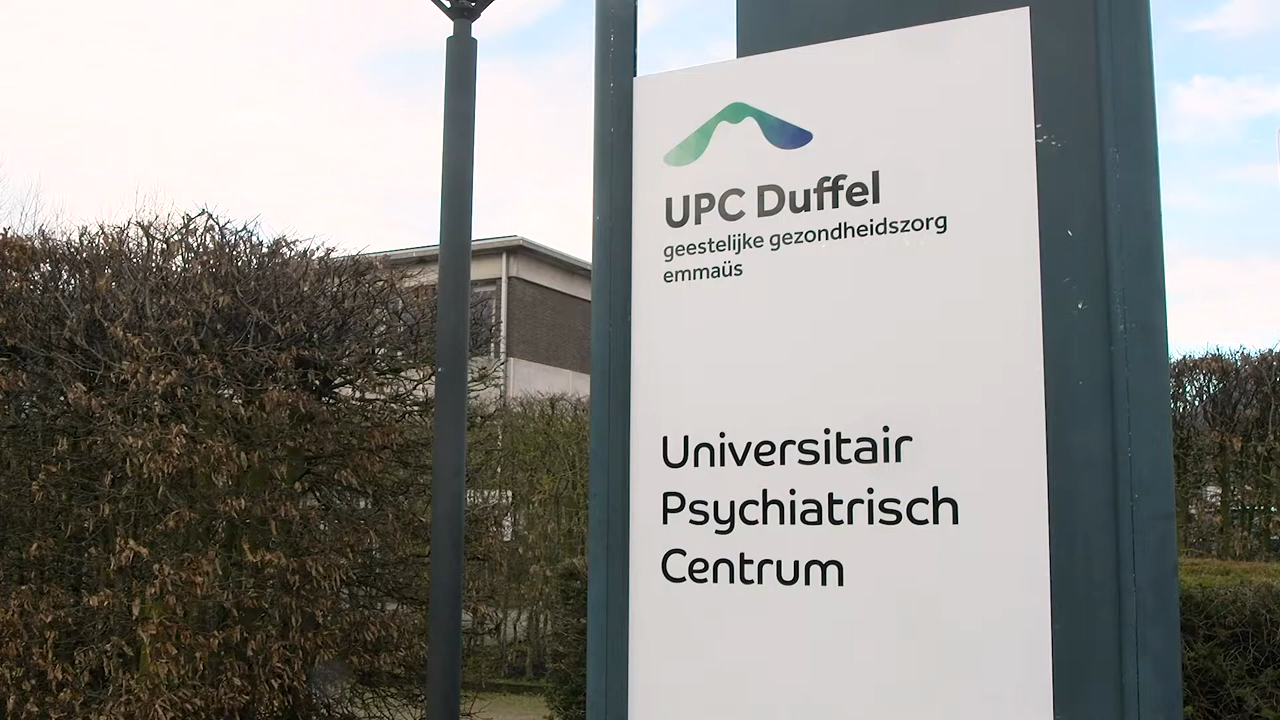 UPC Duffel
geestelijke gezondheidszorg
emmaüs
Universitair
Psychiatrisch
Centrum